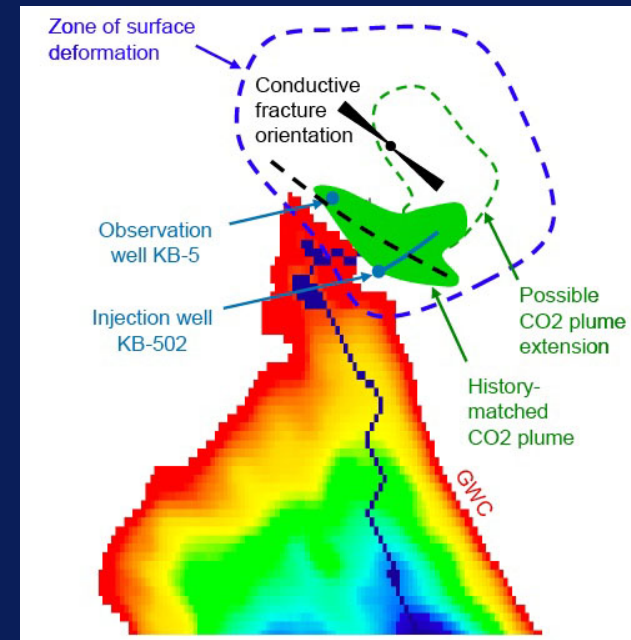 Zone of surface
deformation
Conductive
fracture
orientation
Observation
well KB-5
Injection well
KB-502
Possible
CO2 plume
extension
History-
matched
CO2 plume
GWC